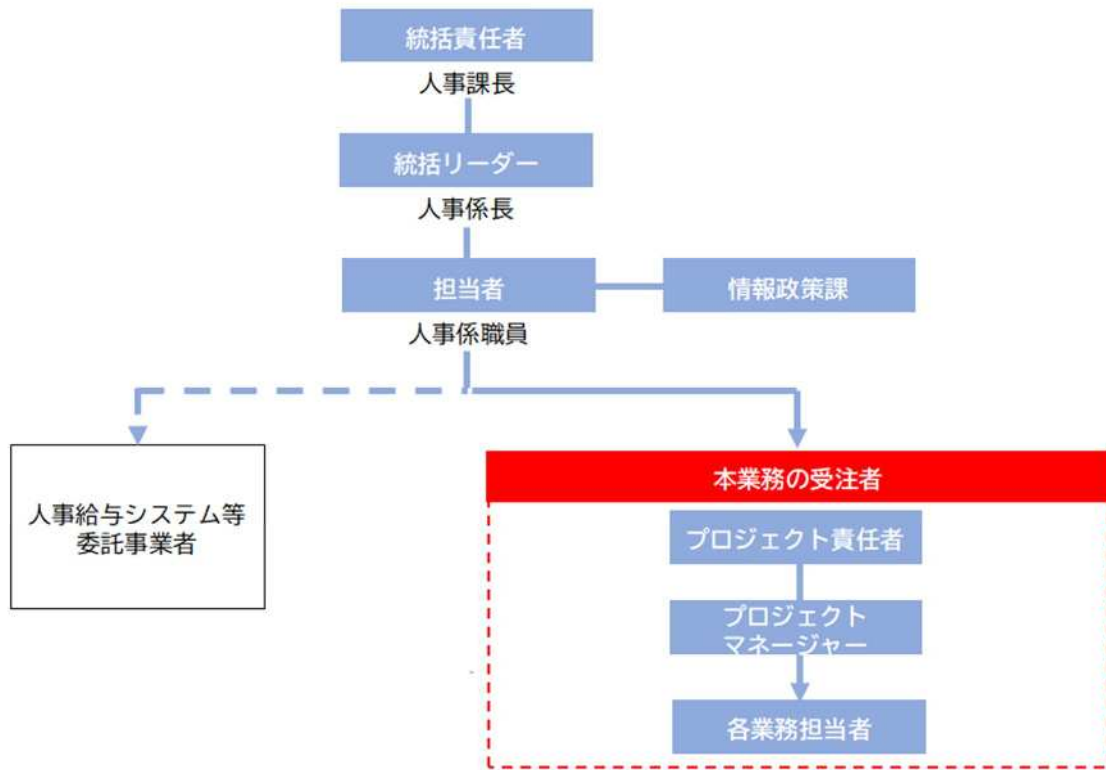 統括責任者
人事課長
統括リーダー
人事係長
担当者
情報政策課
人事係職員
人事給与システム等
委託事業者
本業務の受注者
プロジェクト責任者
プロジェクト
マネージャー
各業務担当者